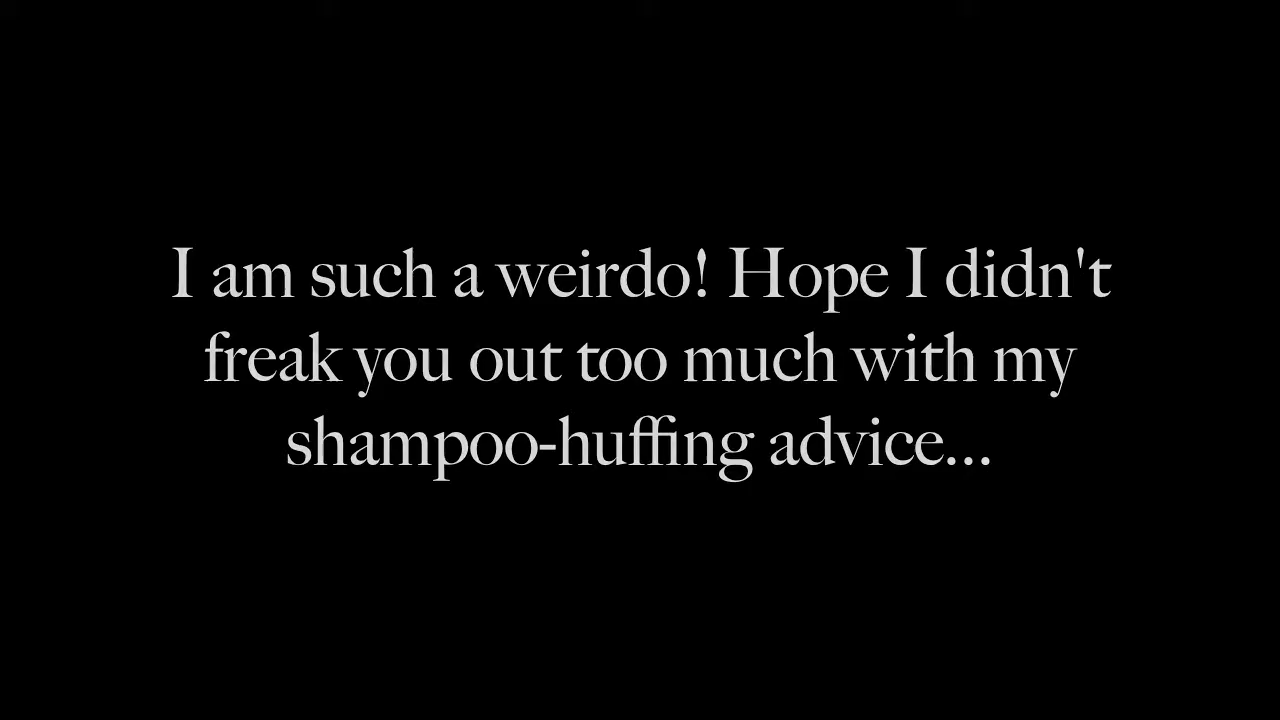 I am such a weirdo! Hope I didn't
freak you out too much with my
shampoo-huffing advice...